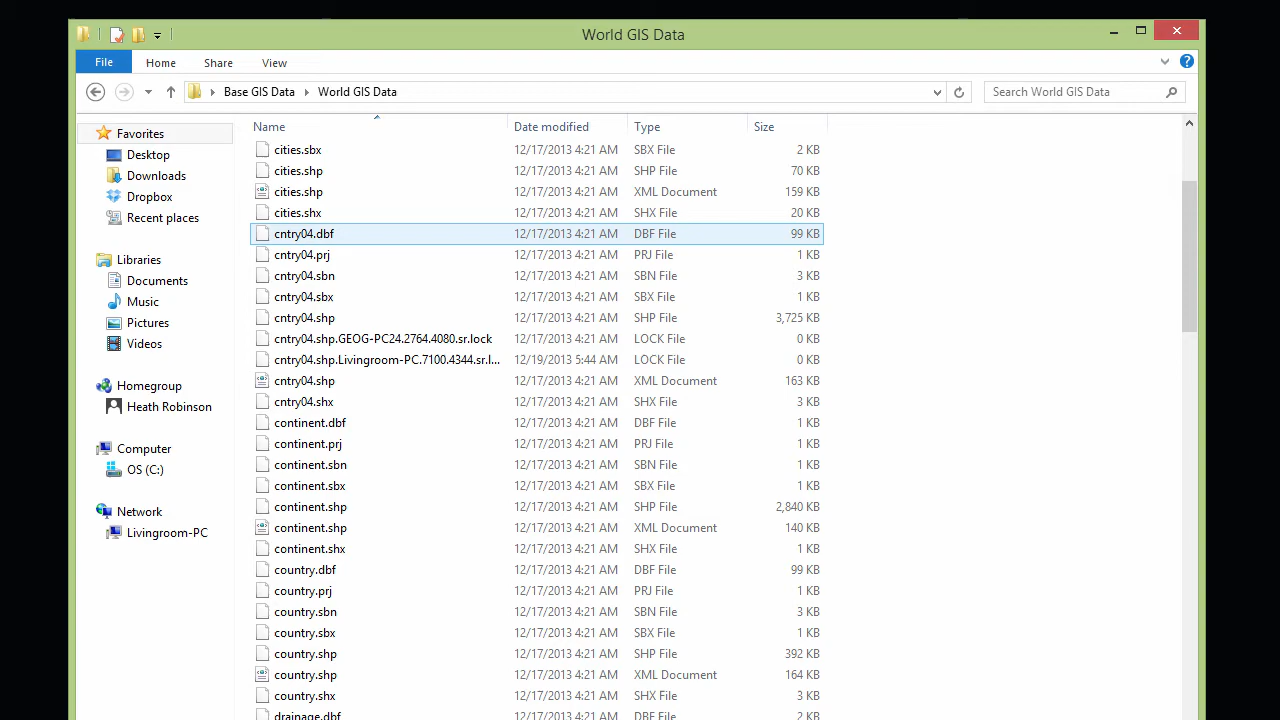 World GIS Data
File Home Share View
Base GIS Data World GIS Data Search World GIS Data
Name Date modified Type Size
Favorites
Desktop
Downloads
Dropbox
Recent places
Libraries
Documents
Music
Pictures
Videos
Homegroup
Heath Robinson
Computer
OS (C:)
Network
Livingroom-PC
cities.sbx 12/17/2013 4:21 AM SBX File 2 KB
cities.shp 12/17/2013 4:21 AM SHP File 70 KB
cities.shp 12/17/2013 4:21 AM XML Document 159 KB
cities.shx 12/17/2013 4:21 AM SHX File 20 KB
cntry04.dbf 12/17/2013 4:21 AM DBF File 99 KB
cntry04.prj 12/17/2013 4:21 AM PRJ File 1 KB
cntry04.sbn 12/17/2013 4:21 AM SBN File 3 KB
cntry04.sbx 12/17/2013 4:21 AM SBX File 1 KB
cntry04.shp 12/17/2013 4:21 AM SHP File 3,725 KB
cntry04.shp.GEOG-PC24.2764.4080.sr.lock 12/17/2013 4:21 AM LOCK File 0 KB
cntry04.shp.Livingroom-PC.7100.4344.sr.l... 12/19/2013 5:44 AM LOCK File 0 KB
cntry04.shp 12/17/2013 4:21 AM XML Document 163 KB
cntry04.shx 12/17/2013 4:21 AM SHX File 3 KB
continent.dbf 12/17/2013 4:21 AM DBF File 1 KB
continent.prj 12/17/2013 4:21 AM PRJ File 1 KB
continent.sbn 12/17/2013 4:21 AM SBN File 1 KB
continent.sbx 12/17/2013 4:21 AM SBX File 1 KB
continent.shp 12/17/2013 4:21 AM SHP File 2,840 KB
continent.shp 12/17/2013 4:21 AM XML Document 140 KB
continent.shx 12/17/2013 4:21 AM SHX File 1 KB
country.dbf 12/17/2013 4:21 AM DBF File 99 KB
country.prj 12/17/2013 4:21 AM PRJ File 1 KB
country.sbn 12/17/2013 4:21 AM SBN File 3 KB
country.sbx 12/17/2013 4:21 AM SBX File 1 KB
country.shp 12/17/2013 4:21 AM SHP File 392 KB
country.shp 12/17/2013 4:21 AM XML Document 164 KB
country.shx 12/17/2013 4:21 AM SHX File 3 KB
drainage.dbf 12/17/2013 4:21 AM DBF File 2 KB